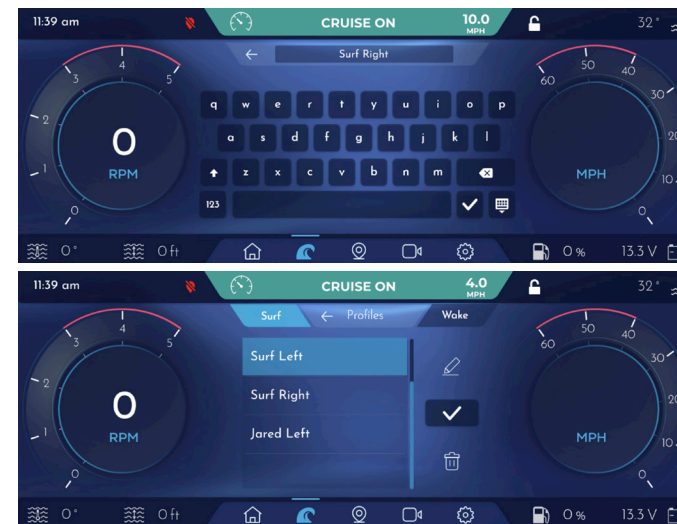 11:39 am CRUISE ON 10.0 MPH 32°
← Surf Right
4
3 5
2
1
0
0
RPM
q w e r t y u i o p
a s d f g h j k l
z x c v b n m
123
50
60 40
30
20
10
0
MPH
0° 0 ft 0 % 13.3 V
11:39 am CRUISE ON 4.0 MPH 32°
Surf ← Profiles Wake
4
3 5
2
1
0
0
RPM
Surf Left
Surf Right
Jared Left
50
60 40
30
20
10
0
MPH
0° 0 ft 0 % 13.3 V